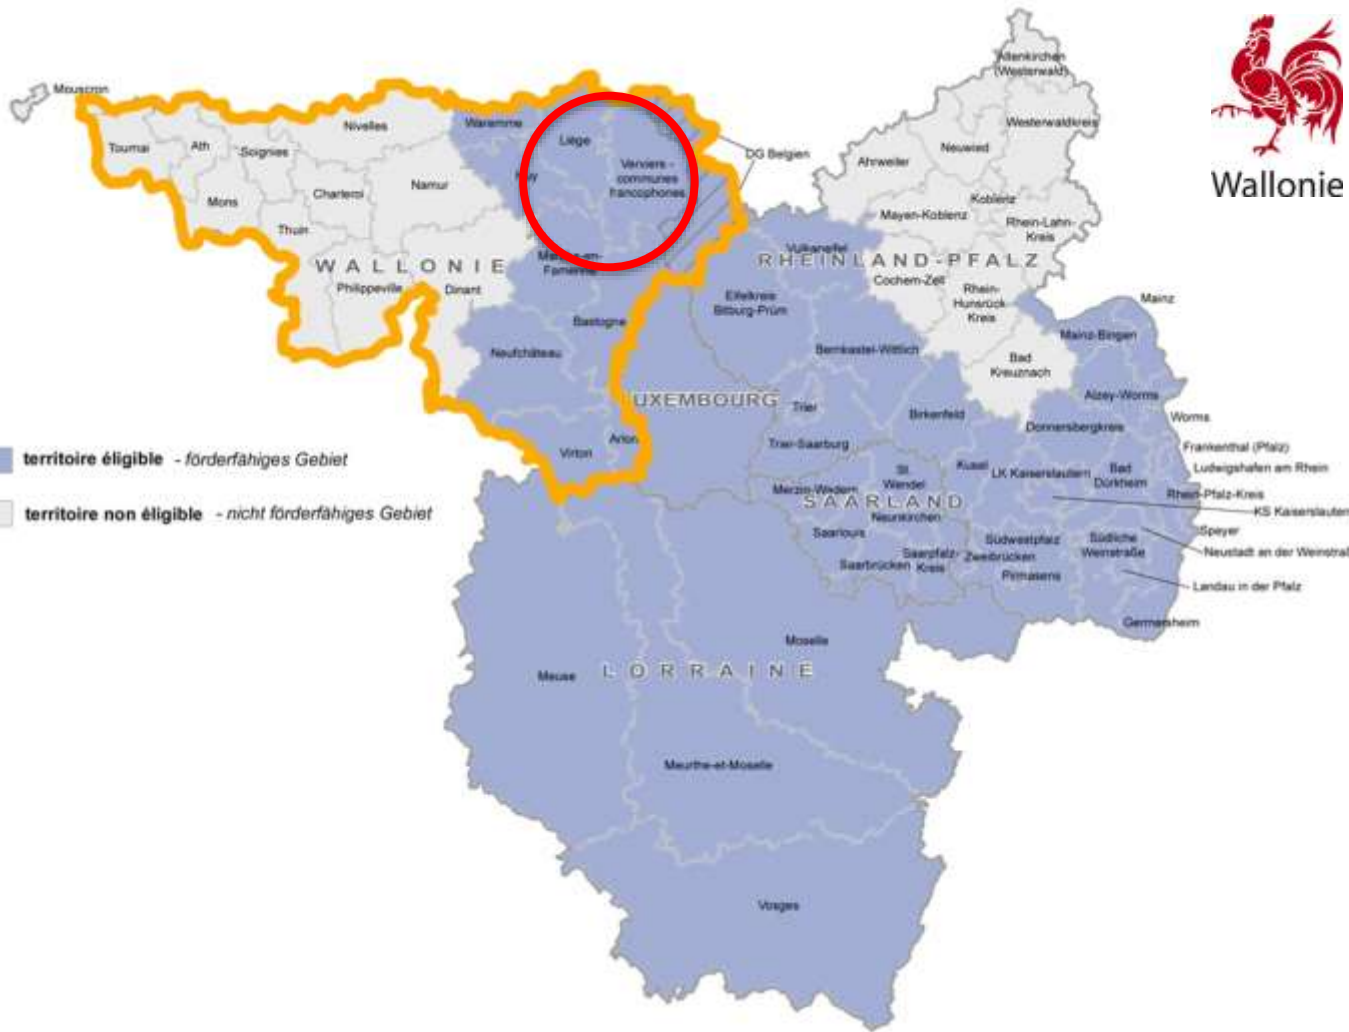 Mouscron
Tournai
Ath
Soignies
Nivelles
Mons
Charleroi
Namur
Thuin
WALLONIE
Philippeville
Dinant
Waremme
Liège
Verviers -
communes
francophones
DG Belgien
Famenne
Bastogne
Neufchâteau
Virton
Arlon
Altenkirchen
(Westerwald)
Westerwaldkreis
Neuwied
Ahrweiler
Koblenz
Mayen-Koblenz
Rhein-Lahn-
Kreis
Vulkaneifel
RHEINLAND-PFALZ
Cochem-Zell
Rhein-
Hunsrück
Kreis
Eifelkreis
Bitburg-Prüm
Mainz
Mainz-Bingen
Bernkastel-Wittlich
Bad
Kreuznach
Alzey-Worms
UXEMBOURG
Trier
Birkenfeld
Worms
Donnersbergkreis
Trier-Saarburg
Frankenthal (Pfalz)
Kusel
LK Kaiserslautern
Bad
Dürkheim
Ludwigshafen am Rhein
St.
Wendel
Merzig-Wadern
SAARLAND
Rhein-Pfalz-Kreis
KS Kaiserslautern
Neunkirchen
Saarlouis
Südwestpfalz
Südliche
Weinstraße
Speyer
Neustadt an der Weinstraß
Saarbrücken
Saarpfalz-
Kreis
Zweibrücken
Pirmasens
Landau in der Pfalz
Germersheim
Moselle
LORRAINE
Meuse
Meurthe-et-Moselle
Vosges
territoire éligible - förderfähiges Gebiet
territoire non éligible - nicht förderfähiges Gebiet
Wallonie